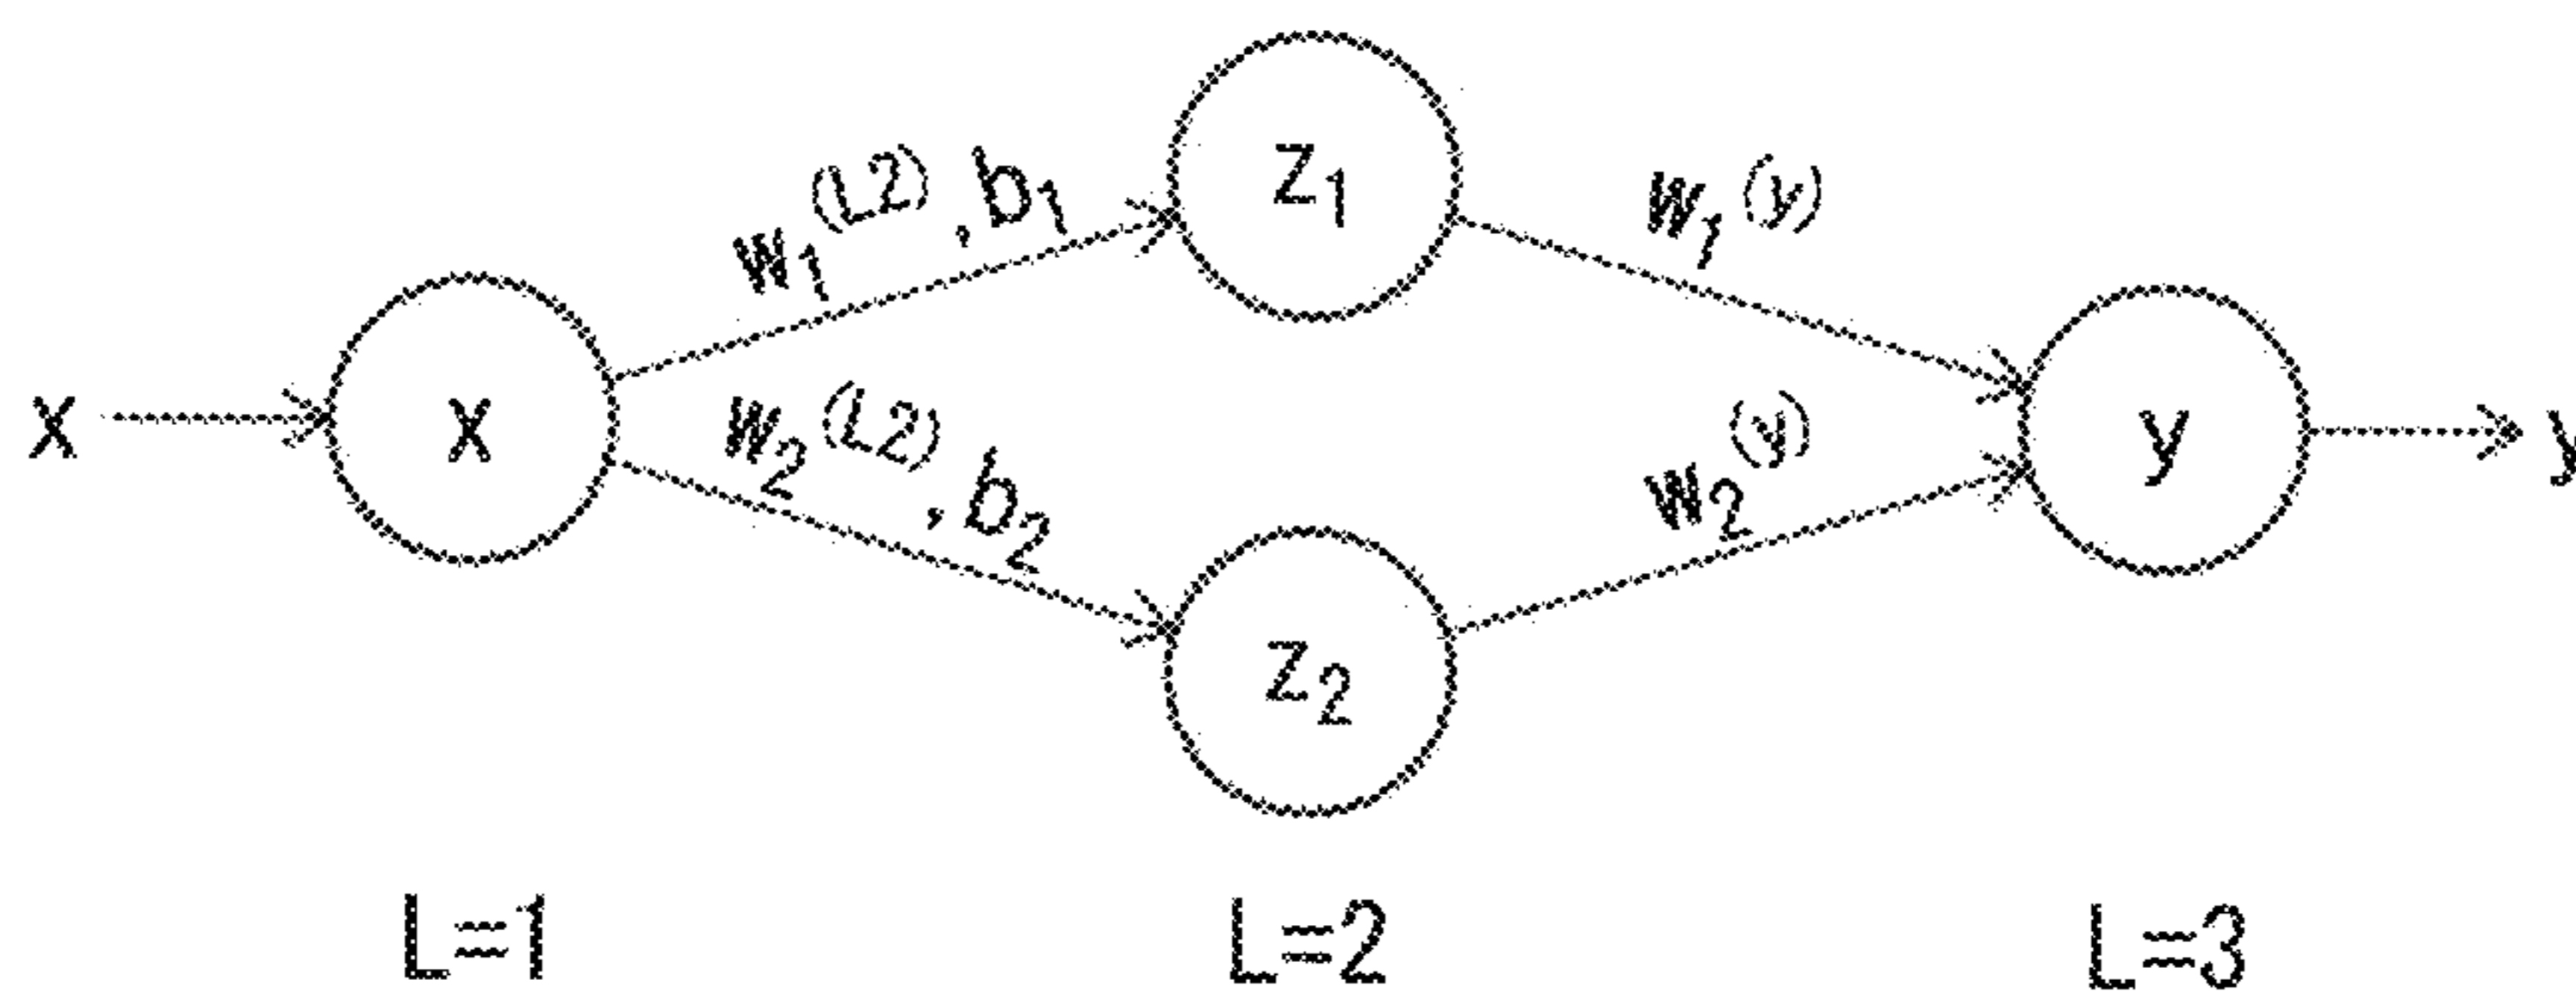 w₁⁽ᴸ²⁾, b₁
z₁
w₁⁽ʸ⁾
x
x
w₂⁽ᴸ²⁾, b₂
w₂⁽ʸ⁾
y
y
z₂
L=1
L=2
L=3